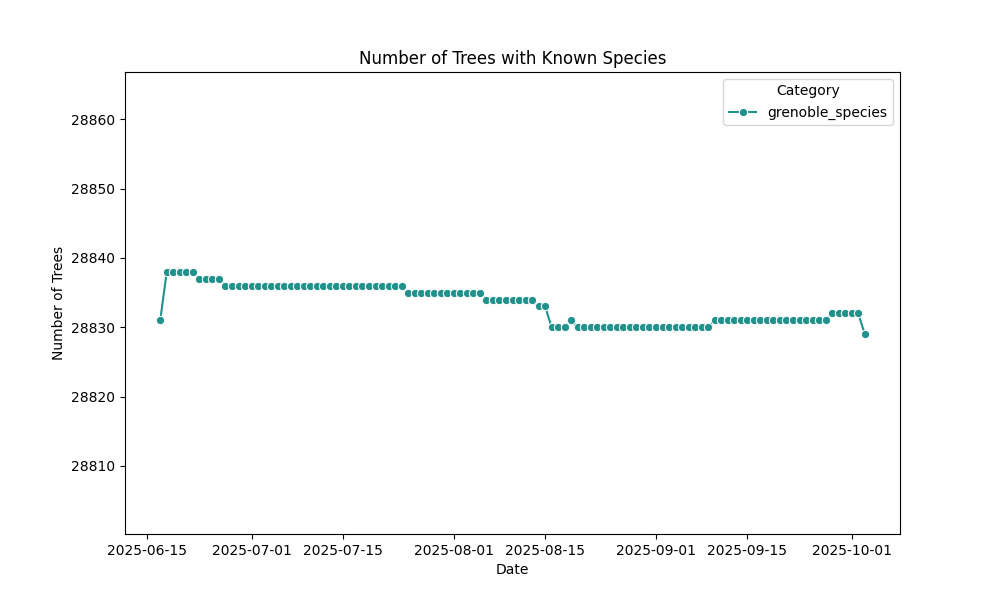 Number of Trees with Known Species
Category
grenoble_species
28860
28850
28840
28830
28820
28810
Number of Trees
2025-06-15
2025-07-01
2025-07-15
2025-08-01
2025-08-15
2025-09-01
2025-09-15
2025-10-01
Date